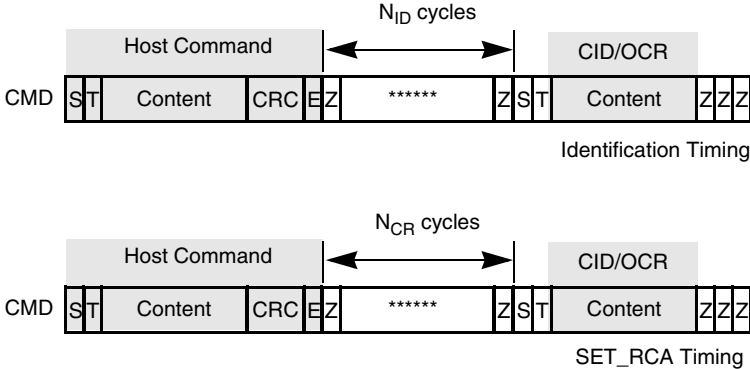 N_ID cycles
Host Command CID/OCR
CMD S T Content CRC E Z ****** Z S T Content Z Z Z
Identification Timing
N_CR cycles
Host Command CID/OCR
CMD S T Content CRC E Z ****** Z S T Content Z Z Z
SET_RCA Timing